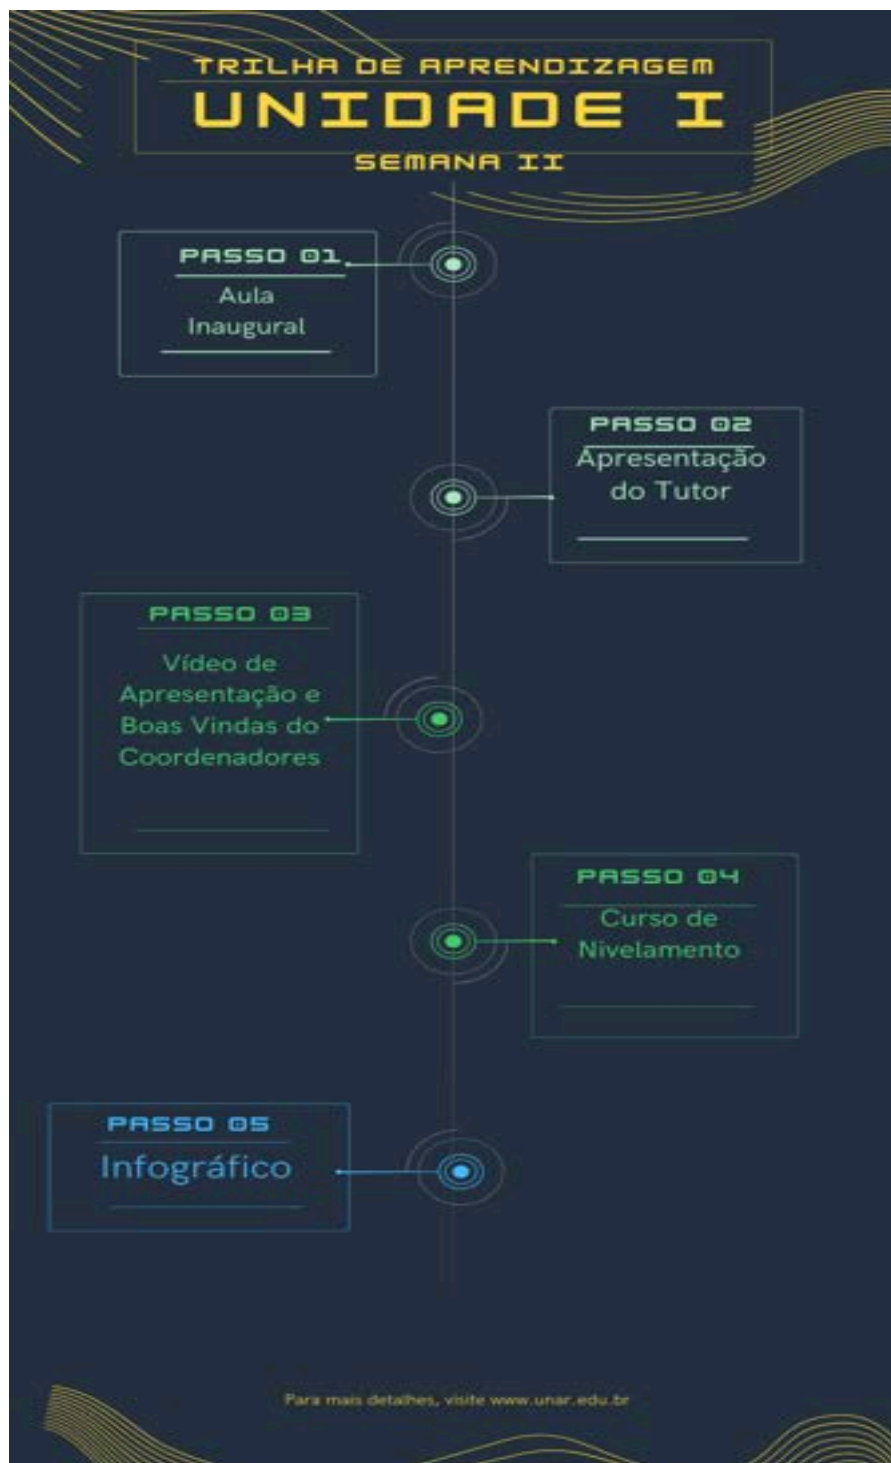 TRILHA DE APRENDIZAGEM
UNIDADE I
SEMANA II
PASSO 01
Aula
Inaugural
PASSO 02
Apresentação
do Tutor
PASSO 03
Vídeo de
Apresentação e
Boas Vindas do
Coordenadores
PASSO 04
Curso de
Nivelamento
PASSO 05
Infográfico
Para mais detalhes, visite www.unar.edu.br